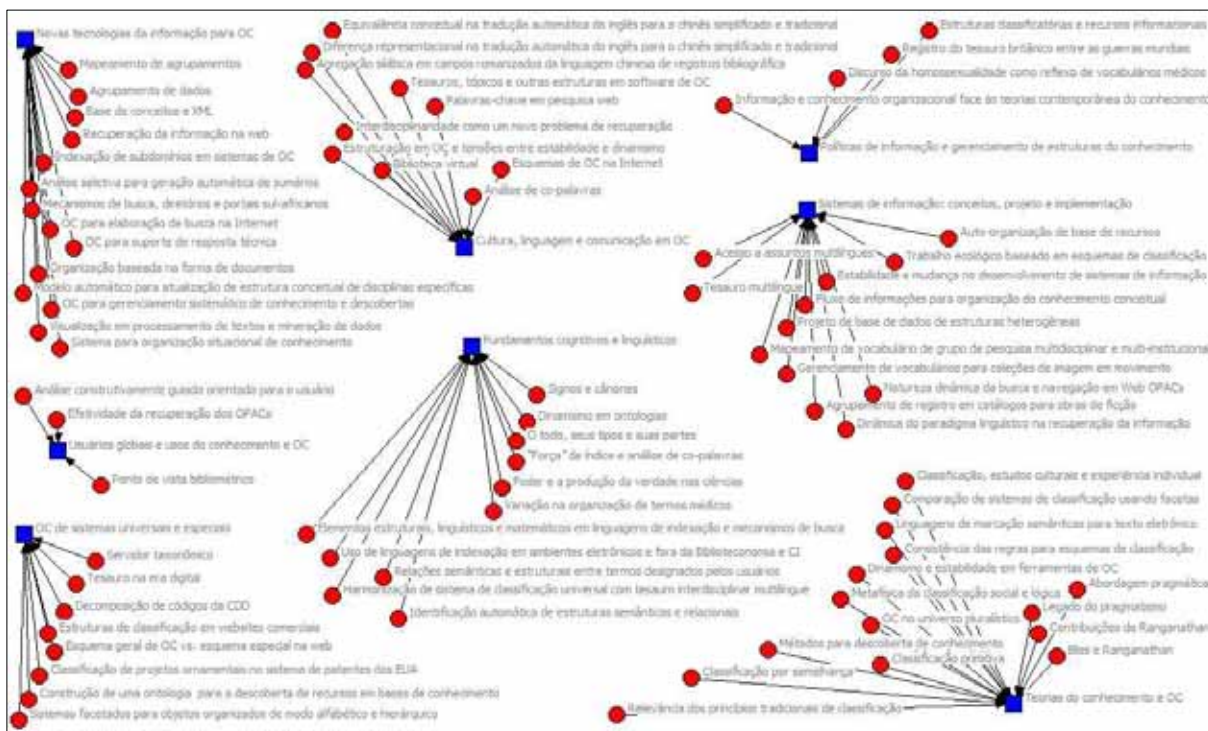 Novas tecnologias da informação para OC
Mapeamento de agrupamentos
Agrupamento de dados
Base de conceitos e XML
Recuperação da informação na web
Indexação de subdomínios em sistemas de OC
Análise seletiva para geração automática de sumários
Mecanismos de busca, diretórios e portais sul-africanos
OC para elaboração de busca na Internet
OC para suporte de resposta técnica
Organização baseada na forma de documentos
Modelo automático para atualização de estrutura conceitual de disciplinas específicas
OC para gerenciamento sistemático de conhecimento e descobertas
Visualização em processamento de textos e mineração de dados
Sistema para organização situacional de conhecimento
Análise construtivamente guiada orientada para o usuário
Efetividade da recuperação dos OPACs
Usuários globais e usos do conhecimento e OC
Ponto de vista bibliométrico
OC de sistemas universais e especiais
Servidor taxonômico
Tesauro na era digital
Decomposição de códigos da CDD
Estruturas de classificação em websites comerciais
Esquema geral de OC vs. esquema especial na web
Classificação de projetos ornamentais no sistema de patentes dos EUA
Construção de uma ontologia para a descoberta de recursos em bases de conhecimento
Sistemas facetados para objetos organizados de modo alfabético e hierárquico
Equivalência conceitual na tradução automática do inglês para o chinês simplificado e tradicional
Diferença representacional na tradução automática do inglês para o chinês simplificado e tradicional
Agregação silábica em campos romanizados da linguagem chinesa de registros bibliográfica
Tesauros, tópicos e outras estruturas em software de OC
Palavras-chave em pesquisa web
Interdisciplinaridade como um novo problema de recuperação
Estruturação em OC e tensões entre estabilidade e dinamismo
Biblioteca virtual
Esquemas de OC na Internet
Análise de co-palavras
Cultura, linguagem e comunicação em OC
Fundamentos cognitivos e linguísticos
Signos e cânones
Dinamismo em ontologias
O todo, seus tipos e suas partes
"Força" de índice e análise de co-palavras
Poder e a produção da verdade nas ciências
Variação na organização de termos médicos
Elementos estruturais, linguísticos e matemáticos em linguagens de indexação e mecanismos de busca
Uso de linguagens de indexação em ambientes eletrônicos e fora da Biblioteconomia e CI
Relações semânticas e estruturas entre termos designados pelos usuários
Harmonização de sistema de classificação universal com tesauro interdisciplinar multilíngue
Identificação automática de estruturas semânticas e relacionais
Estruturas classificatórias e recursos informacionais
Registro do tesauro britânico entre as guerras mundiais
Discurso da homossexualidade como reflexo de vocabulários médicos
Informação e conhecimento organizacional face às teorias contemporânea do conhecimento
Políticas de informação e gerenciamento de estruturas do conhecimento
Sistemas de informação: conceitos, projeto e implementação
Auto-organização de base de recursos
Acesso a assuntos multilíngues
Trabalho ecológico baseado em esquemas de classificação
Estabilidade a mudança no desenvolvimento de sistemas de informação
Tesauro multilíngue
Fluxo de informações para organização do conhecimento conceitual
Projeto de base de dados de estruturas heterogêneas
Mapeamento de vocabulário de grupo de pesquisa multidisciplinar e multi-institucional
Gerenciamento de vocabulários para coleções de imagem em movimento
Natureza dinâmica da busca e navegação em Web OPACs
Agrupamento de registro em catálogos para obras de ficção
Dinâmica do paradigma linguístico na recuperação da informação
Classificação, estudos culturais e experiência individual
Comparação de sistemas de classificação usando facetas
Linguagens de marcação semânticas para texto eletrônico
Consistência das regras para esquemas de classificação
Dinamismo e estabilidade em ferramentas de OC
Abordagem pragmática
Metafísica da classificação social e lógica
Legado do pragmatismo
OC no universo pluralístico
Contribuições de Ranganathan
Métodos para descoberta de conhecimento
Bliss e Ranganathan
Classificação primitiva
Classificação por semelhança
Teorias do conhecimento e OC
Relevância dos princípios tradicionais de classificação